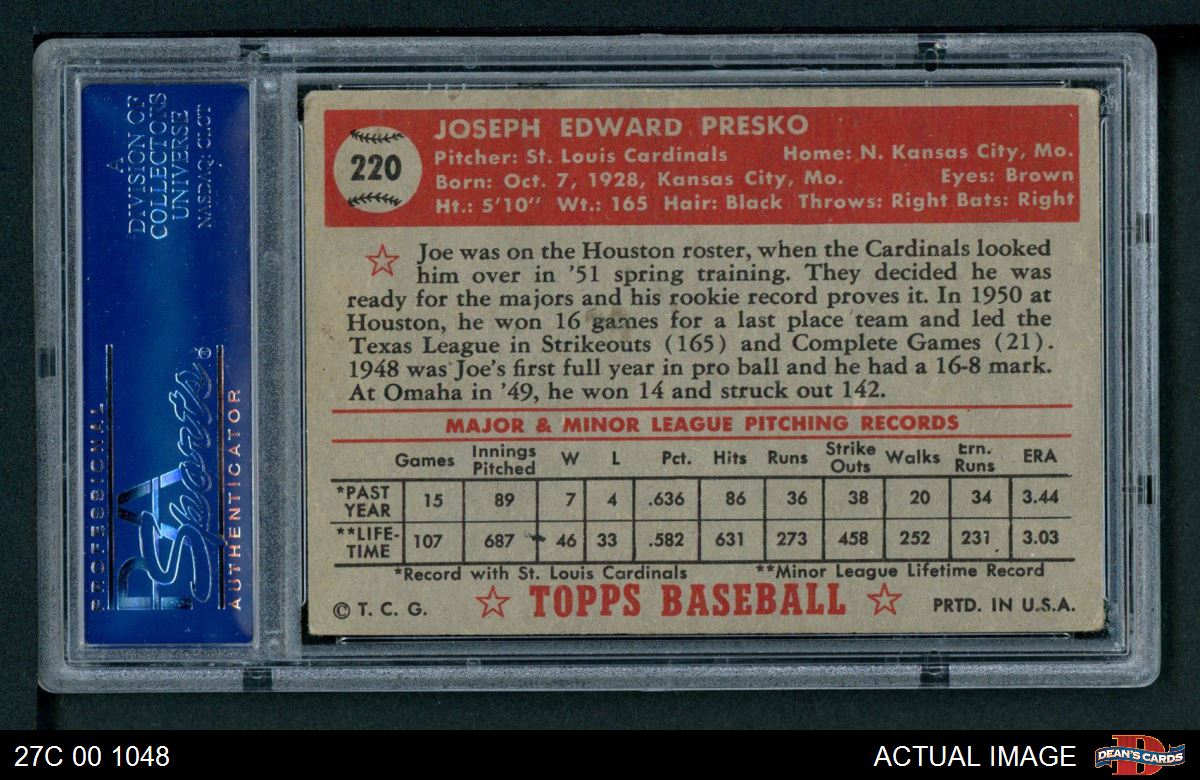 A
DIVISION OF
COLLECTORS
UNIVERSE
NASDAQ: CLCT
PROFESSIONAL
PSA
Sports®
AUTHENTICATOR
220
JOSEPH EDWARD PRESKO
Pitcher: St. Louis Cardinals Home: N. Kansas City, Mo.
Born: Oct. 7, 1928, Kansas City, Mo. Eyes: Brown
Ht.: 5'10" Wt.: 165 Hair: Black Throws: Right Bats: Right
Joe was on the Houston roster, when the Cardinals looked
him over in '51 spring training. They decided he was
ready for the majors and his rookie record proves it. In 1950 at
Houston, he won 16 games for a last place team and led the
Texas League in Strikeouts (165) and Complete Games (21).
1948 was Joe's first full year in pro ball and he had a 16-8 mark.
At Omaha in '49, he won 14 and struck out 142.
MAJOR & MINOR LEAGUE PITCHING RECORDS
Games Innings Pitched W L Pct. Hits Runs Strike Outs Walks Ern. Runs ERA
*PAST YEAR 15 89 7 4 .636 86 36 38 20 34 3.44
**LIFE-TIME 107 687 46 33 .582 631 273 458 252 231 3.03
*Record with St. Louis Cardinals **Minor League Lifetime Record
© T. C. G. TOPPS BASEBALL PRTD. IN U.S.A.
27C 00 1048 ACTUAL IMAGE DEAN'S CARDS